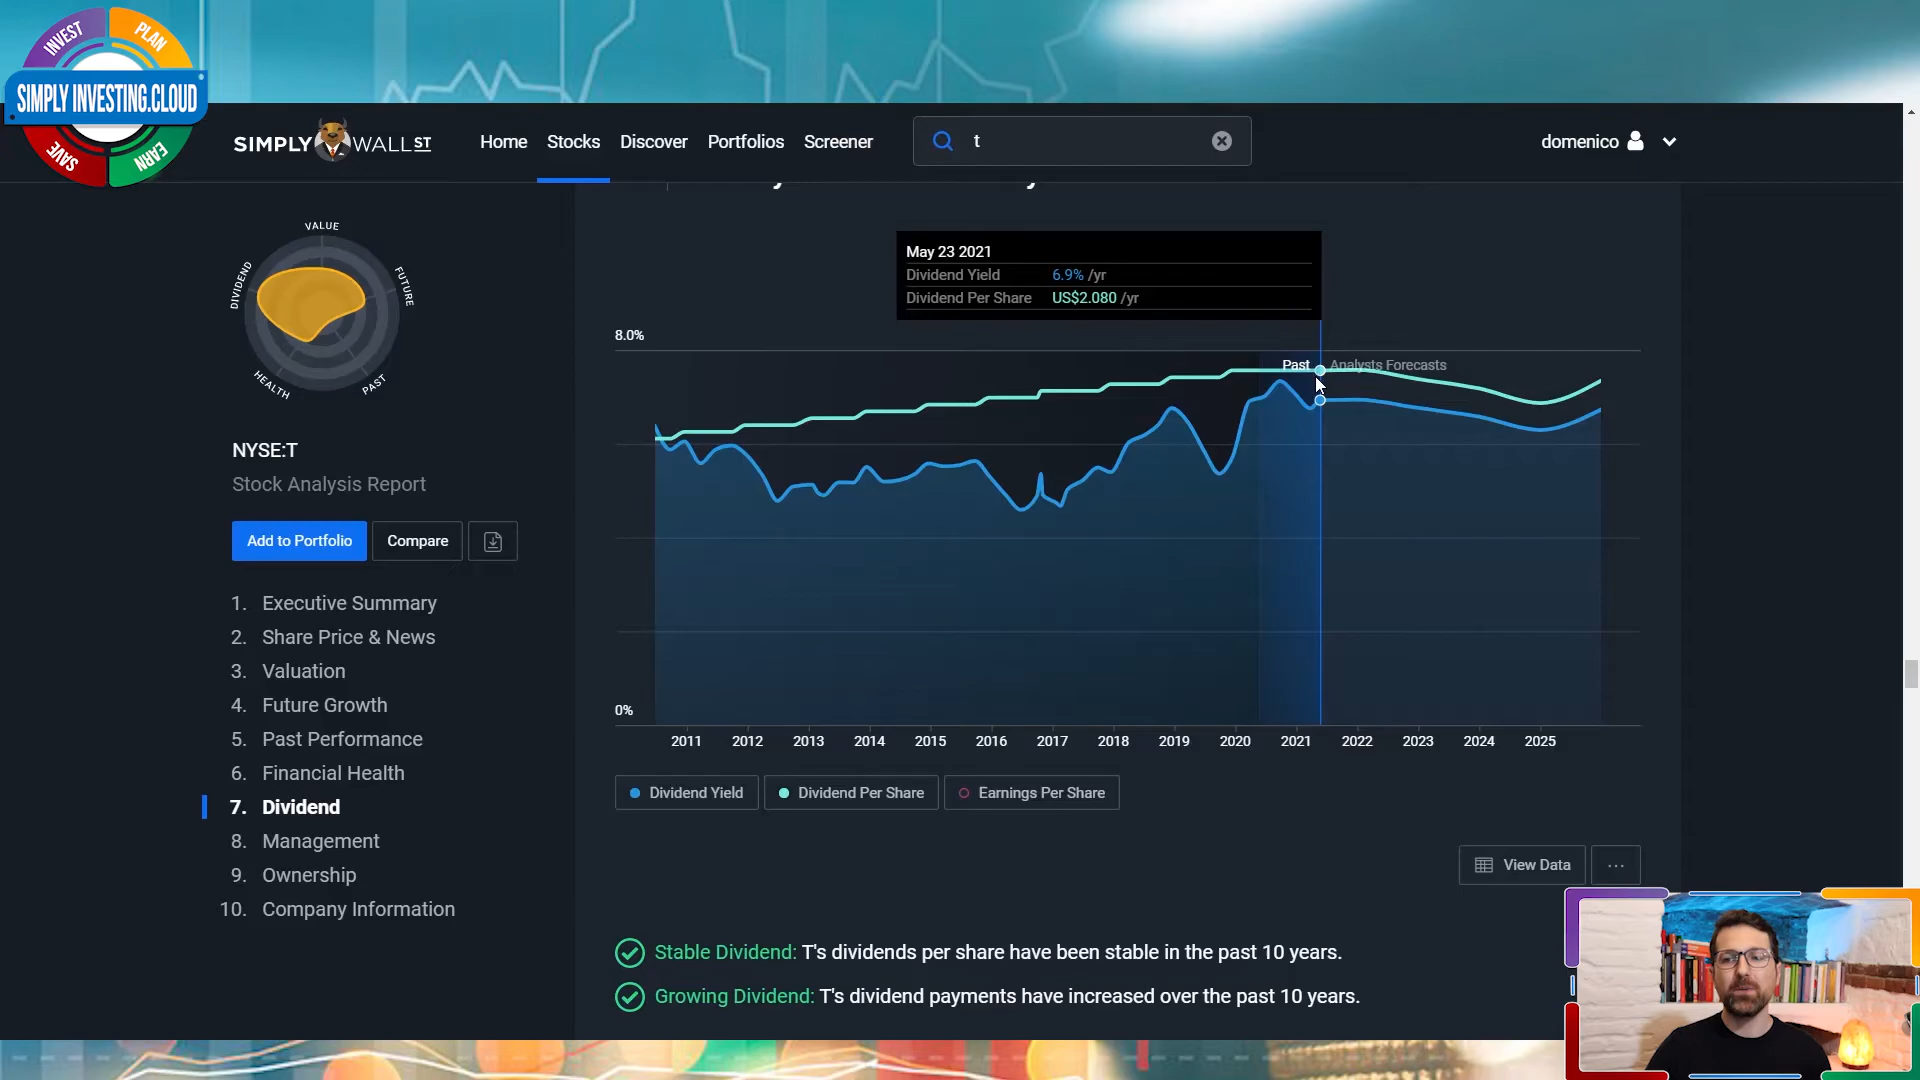 INVEST
PLAN
SIMPLY INVESTING.CLOUD
SAVE
EARN
SIMPLY WALL ST
Home
Stocks
Discover
Portfolios
Screener
t
domenico
VALUE
FUTURE
PAST
HEALTH
DIVIDEND
NYSE:T
Stock Analysis Report
Add to Portfolio
Compare
1. Executive Summary
2. Share Price & News
3. Valuation
4. Future Growth
5. Past Performance
6. Financial Health
7. Dividend
8. Management
9. Ownership
10. Company Information
May 23 2021
Dividend Yield 6.9% /yr
Dividend Per Share US$2.080 /yr
8.0%
Past
Analysts Forecasts
0%
2011 2012 2013 2014 2015 2016 2017 2018 2019 2020 2021 2022 2023 2024 2025
Dividend Yield
Dividend Per Share
Earnings Per Share
View Data
...
Stable Dividend: T's dividends per share have been stable in the past 10 years.
Growing Dividend: T's dividend payments have increased over the past 10 years.